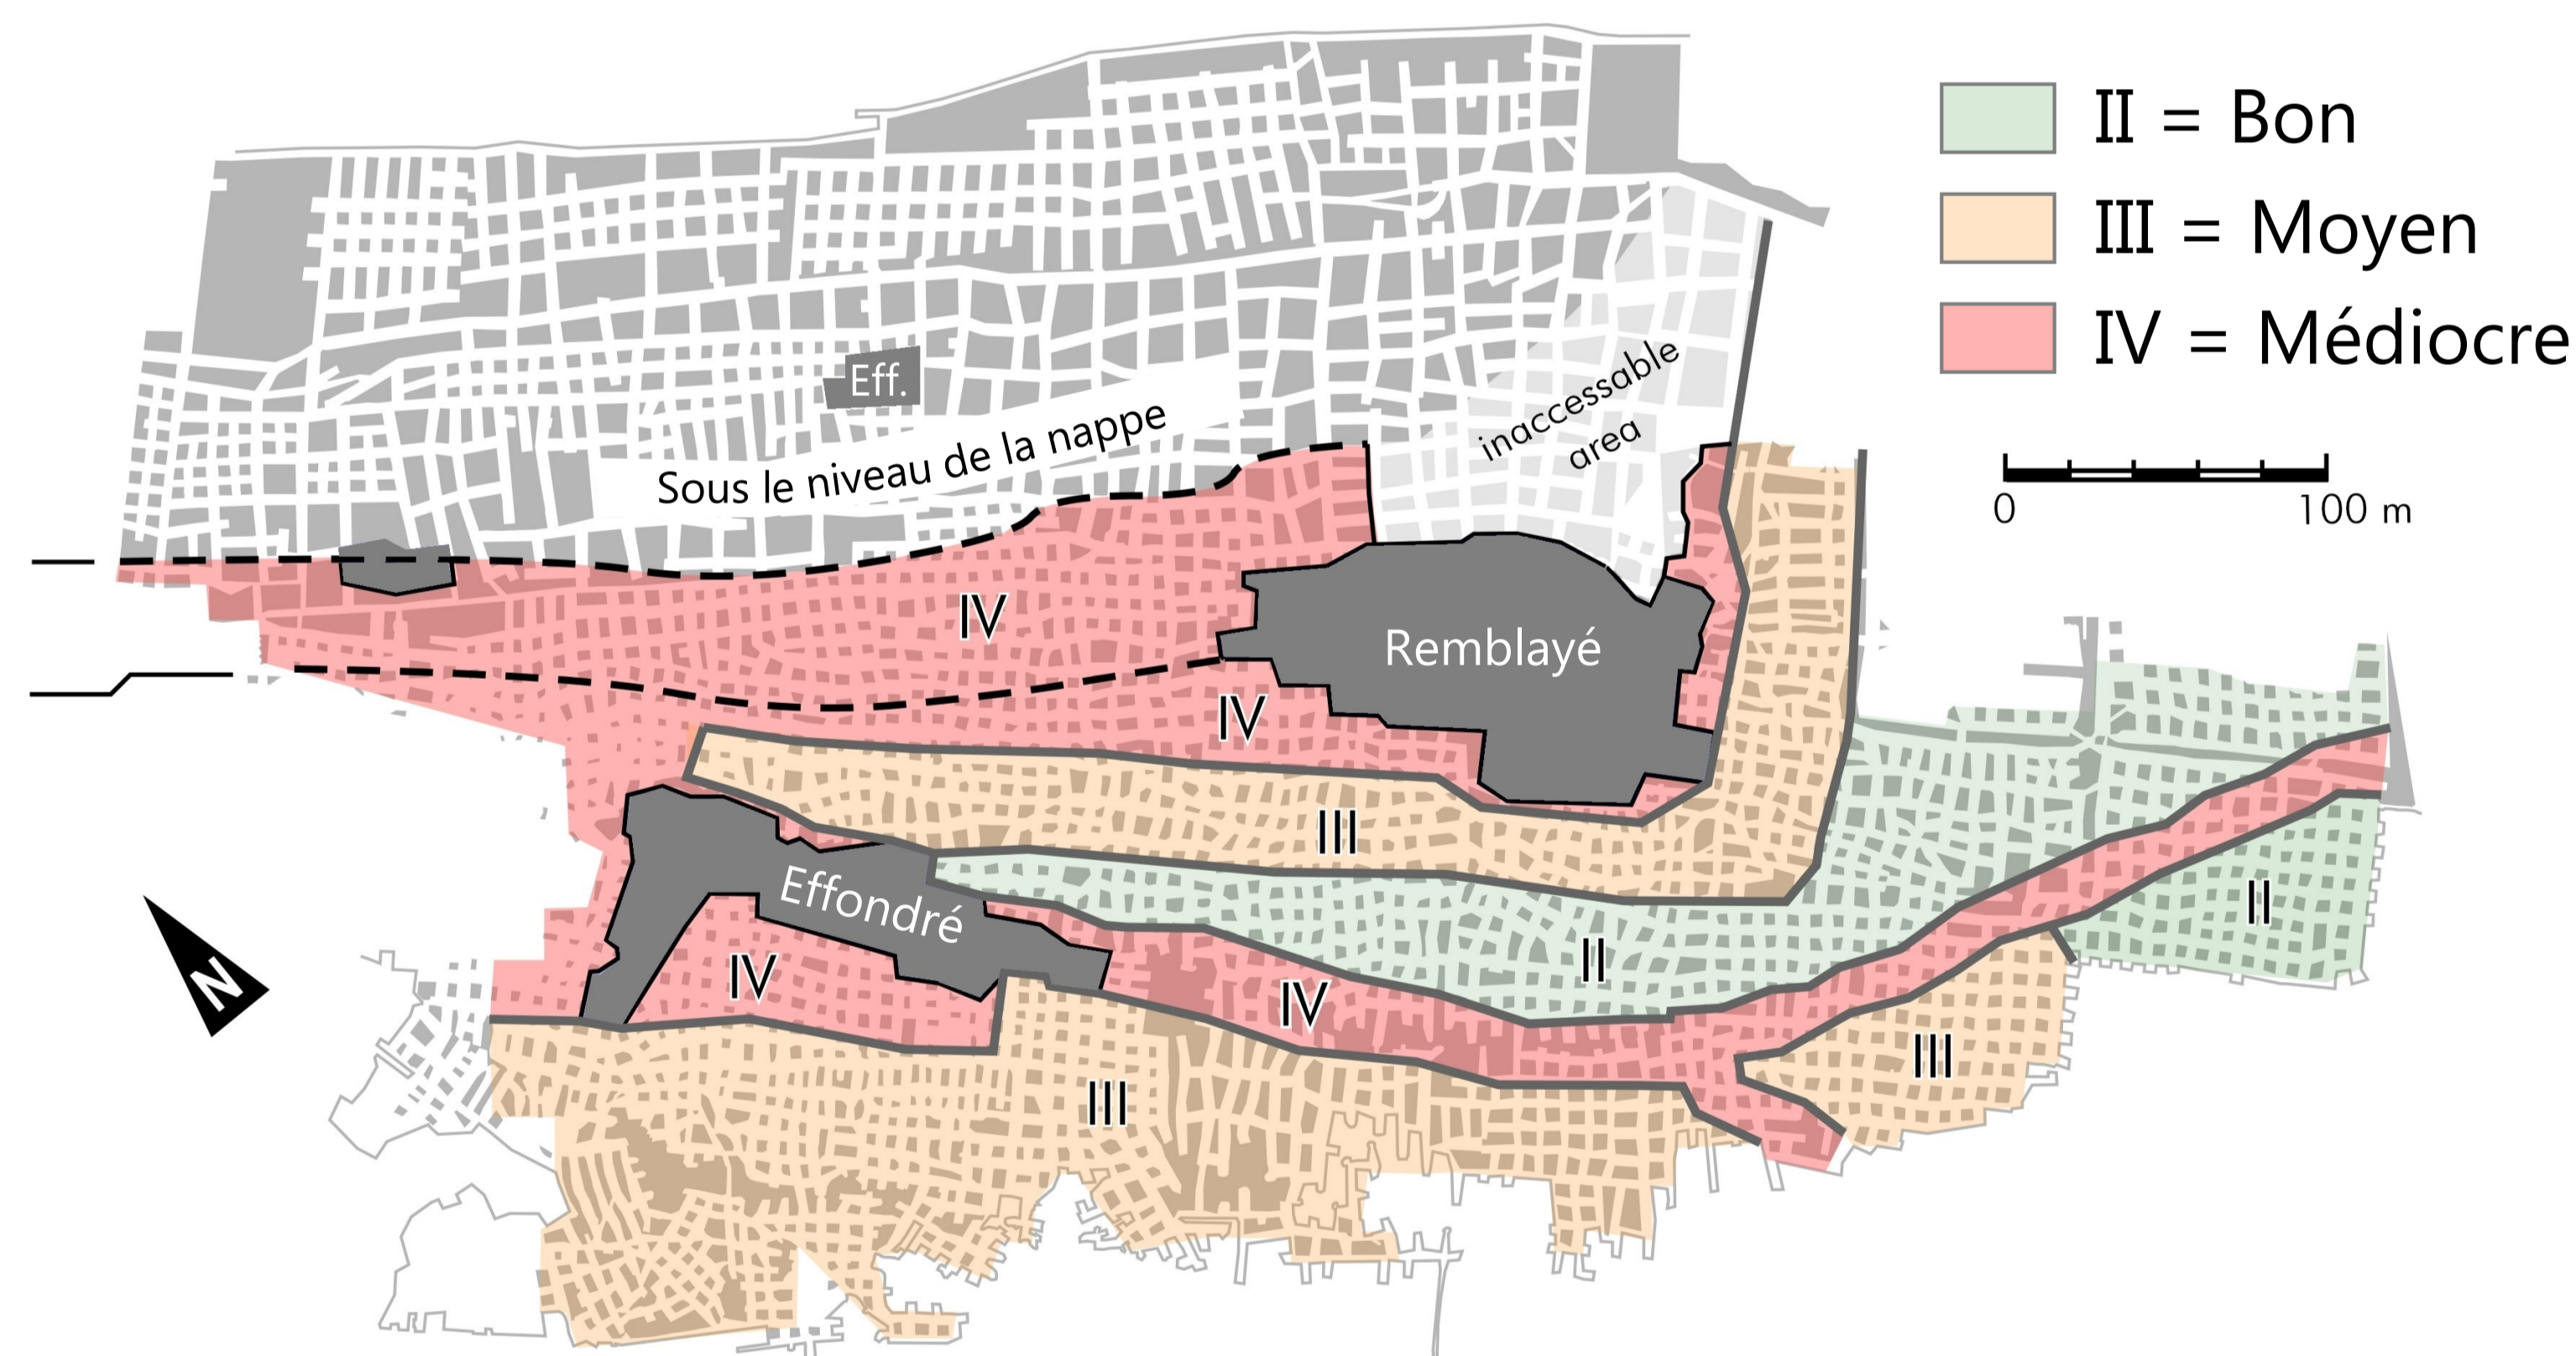 II = Bon
III = Moyen
IV = Médiocre
0 100 m
Eff.
Sous le niveau de la nappe
inaccessable
area
IV
Remblayé
IV
III
Effondré
II
II
IV
IV
III
III
N